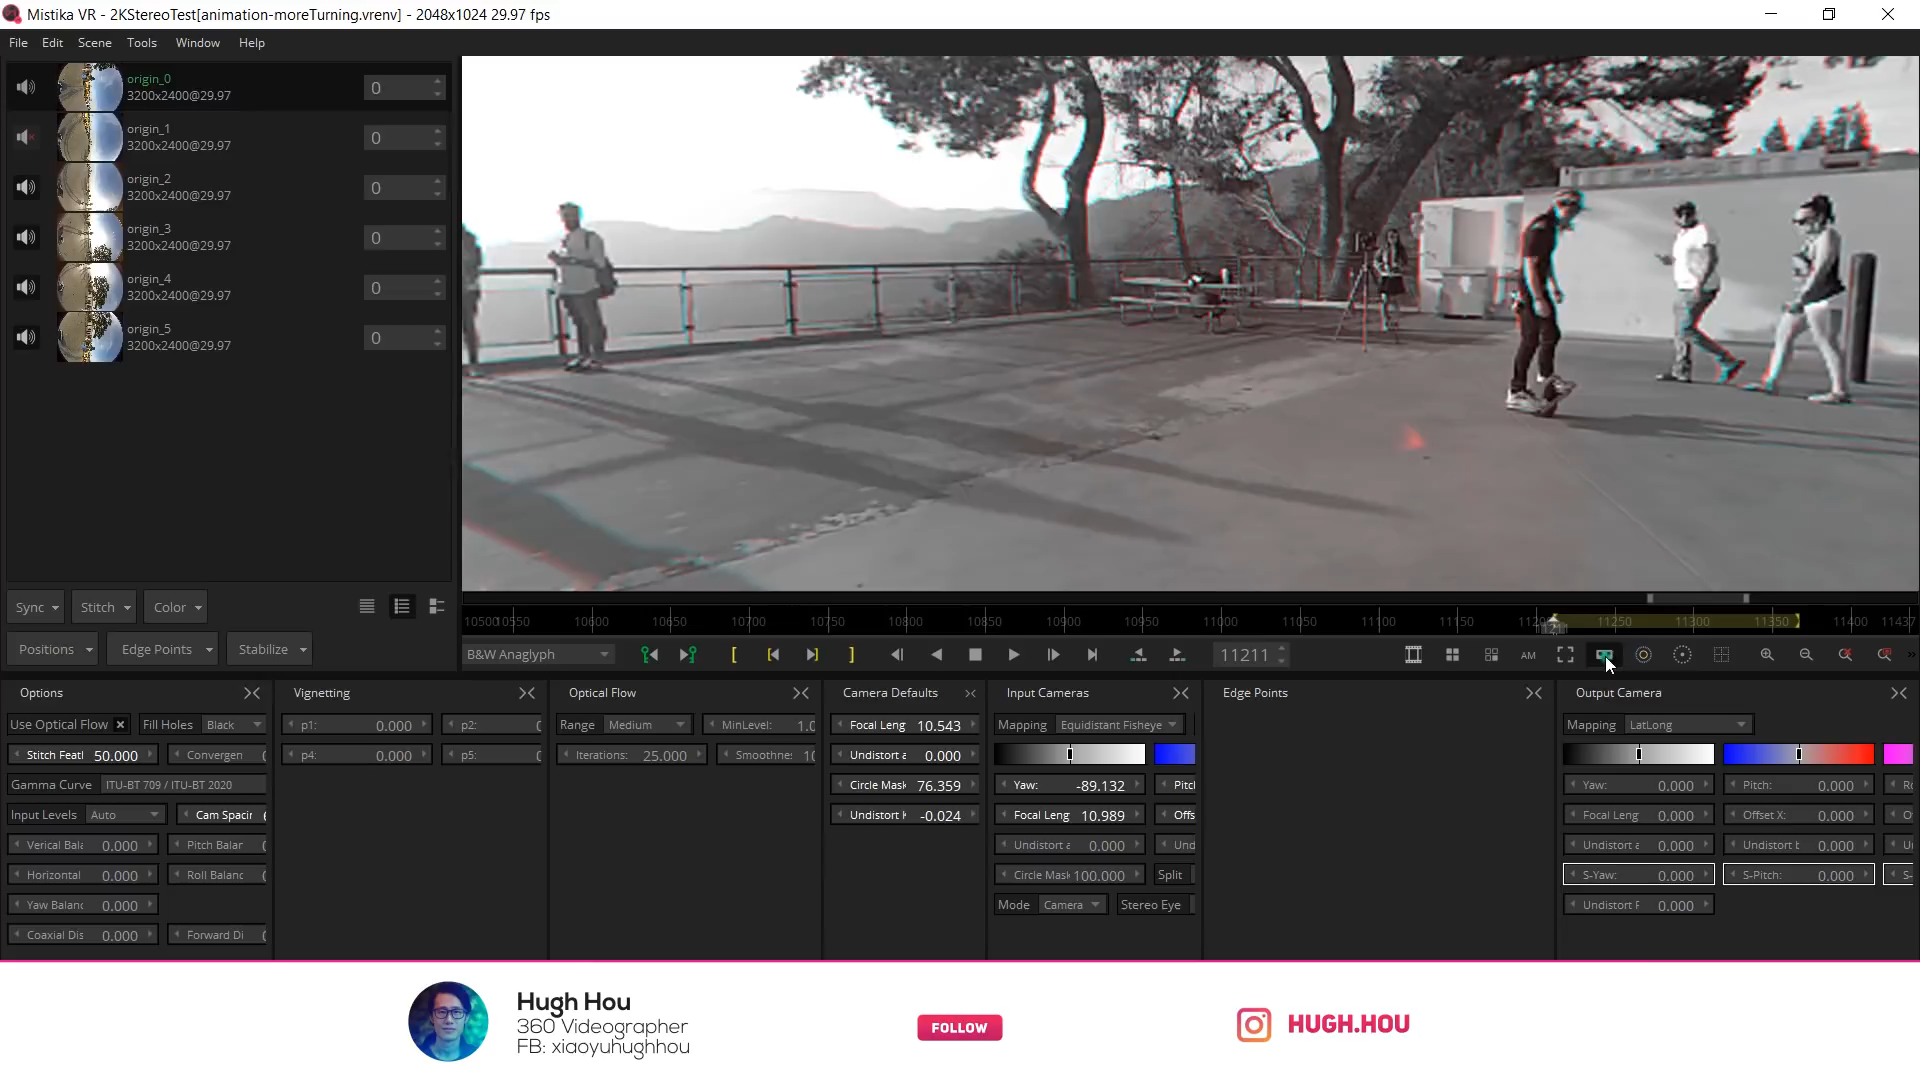 Mistika VR - 2KStereoTest[animation-moreTurning.vrenv] - 2048x1024 29.97 fps
File Edit Scene Tools Window Help
origin_0
3200x2400@29.97
0
origin_1
3200x2400@29.97
0
origin_2
3200x2400@29.97
0
origin_3
3200x2400@29.97
0
origin_4
3200x2400@29.97
0
origin_5
3200x2400@29.97
0
Sync Stitch Color
Positions Edge Points Stabilize
10500 10550 10600 10650 10700 10750 10800 10850 10900 10950 11000 11050 11100 11150 11250 11300 11350 11400 11437
B&W Anaglyph 11211 AM
Options Vignetting Optical Flow Camera Defaults Input Cameras Edge Points Output Camera
Use Optical Flow Fill Holes Black
Stitch Featl 50.000 Convergen
Gamma Curve ITU-BT 709 / ITU-BT 2020
Input Levels Auto Cam Spacir
Verical Bala 0.000 Pitch Balar
Horizontal 0.000 Roll Balanc
Yaw Balanc 0.000
Coaxial Dis 0.000 Forward Di
p1: 0.000 p2:
p4: 0.000 p5:
Range Medium MinLevel: 1.0
Iterations: 25.000 Smoothne: 10
Focal Leng 10.543
Undistort a 0.000
Circle Mask 76.359
Undistort k -0.024
Mapping Equidistant Fisheye
Yaw: -89.132 Pitch
Focal Leng 10.989 Offs
Undistort a 0.000 Und
Circle Mask 100.000 Split
Mode Camera Stereo Eye
Mapping LatLong
Yaw: 0.000 Pitch: 0.000 Ro
Focal Leng 0.000 Offset X: 0.000
Undistort a 0.000 Undistort b 0.000
S-Yaw: 0.000 S-Pitch: 0.000 S-
Undistort F 0.000
Hugh Hou
360 Videographer
FB: xiaoyuhughhou
FOLLOW
HUGH.HOU